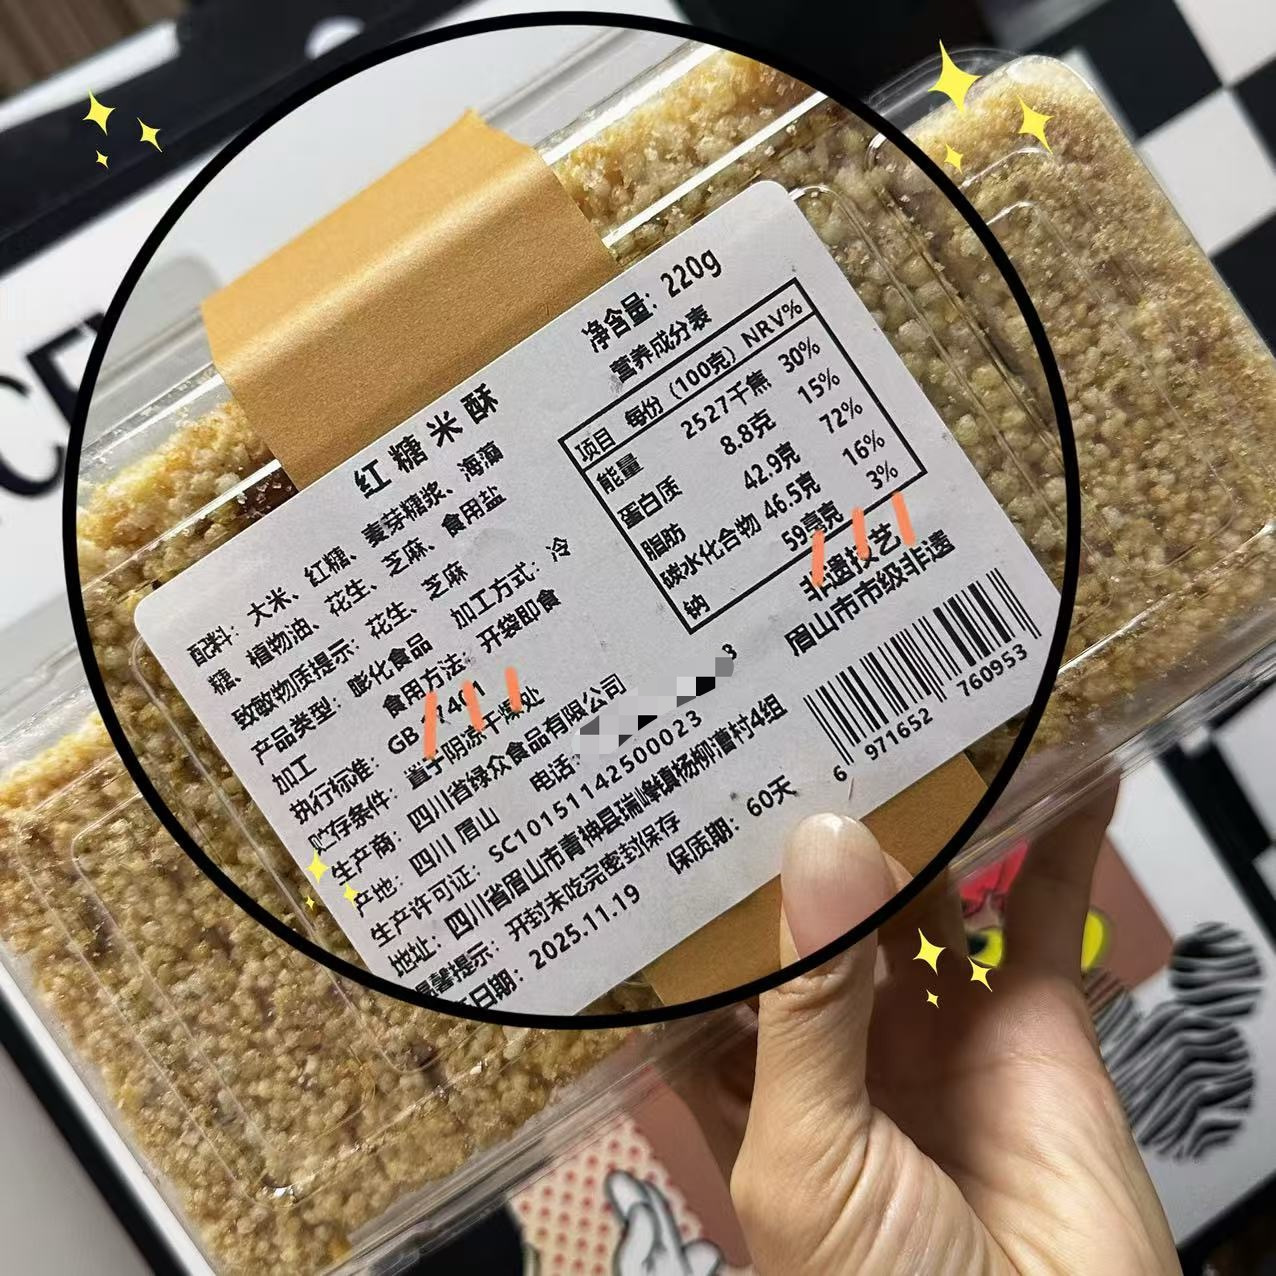 红糖米酥
配料：大米、红糖、麦芽糖浆、海藻
糖、植物油、花生、芝麻、食用盐
致敏物质提示：花生、芝麻
产品类型：膨化食品 加工方式：冷
加工 食用方法：开袋即食
执行标准：GB 17401
贮存条件：置于阴凉干燥处
生产商：四川省绿众食品有限公司
产地：四川 眉山 电话：
生产许可证：SC10151142500023
地址：四川省眉山市青神县瑞峰镇杨柳漕村4组
温馨提示：开封未吃完密封保存
日期：2025.11.19 保质期：60天
净含量：220g
营养成分表
项目 每份（100克） NRV%
能量 2527千焦 30%
蛋白质 8.8克 15%
脂肪 42.9克 72%
碳水化合物 46.5克 16%
钠 59毫克 3%
非遗技艺
眉山市市级非遗
6 971652 760953
CE